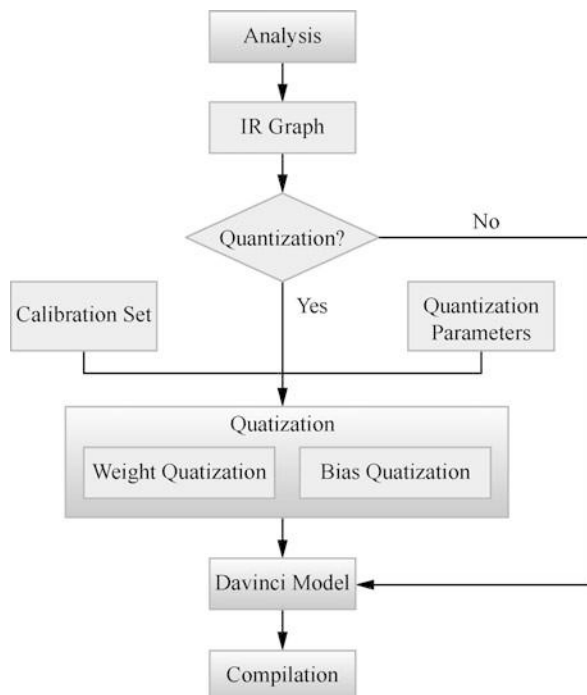 Analysis
IR Graph
Quantization?
No
Yes
Calibration Set
Quantization
Parameters
Quatization
Weight Quatization
Bias Quatization
Davinci Model
Compilation